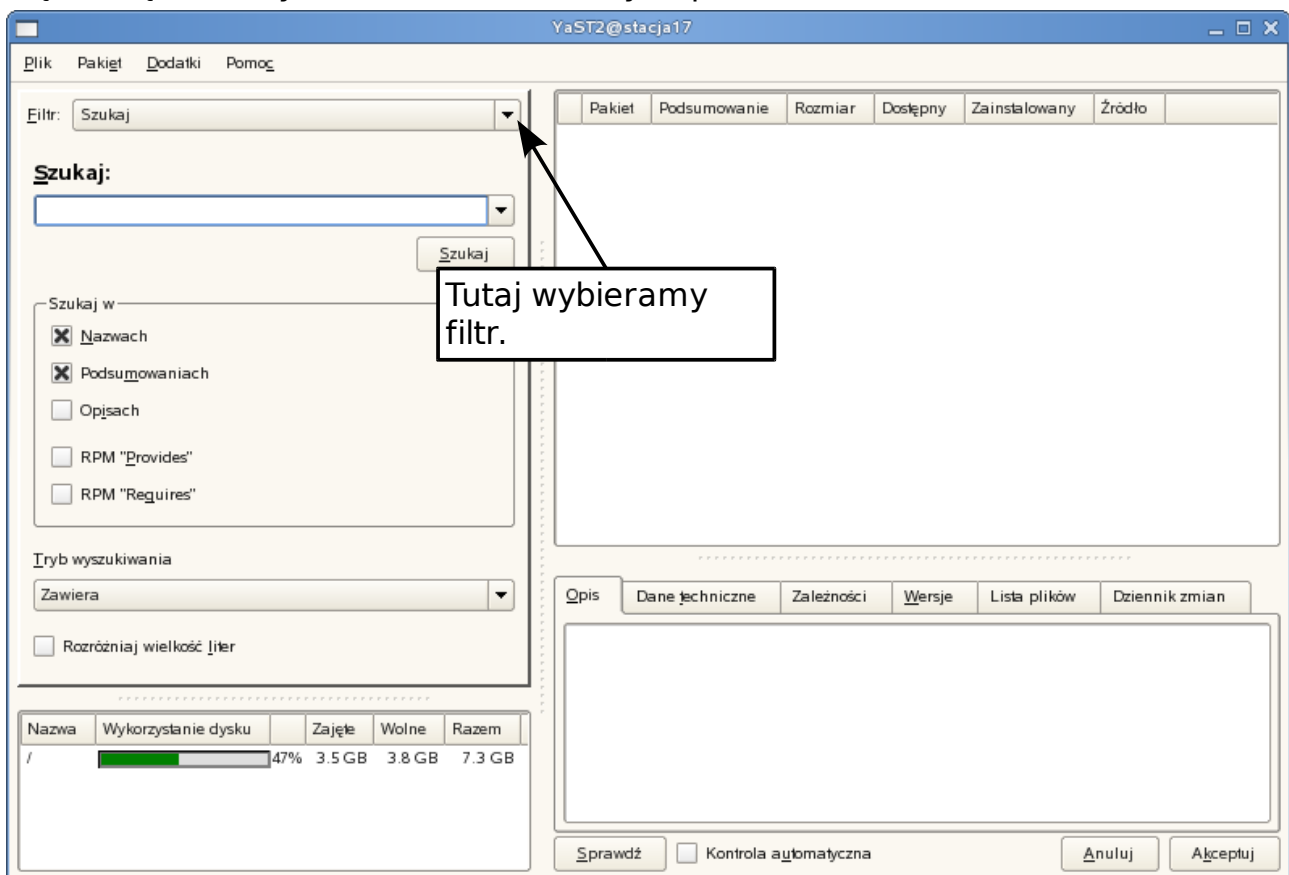 YaST2@stacja17
Plik Pakiet Dodatki Pomoc
Filtr: Szukaj
Pakiet Podsumowanie Rozmiar Dostępny Zainstalowany Źródło
Szukaj:
Szukaj
Tutaj wybieramy
filtr.
Szukaj w
Nazwach
Podsumowaniach
Opisach
RPM "Provides"
RPM "Requires"
Tryb wyszukiwania
Zawiera
Rozróżniaj wielkość liter
Opis Dane techniczne Zależności Wersje Lista plików Dziennik zmian
Nazwa Wykorzystanie dysku Zajęte Wolne Razem
/ 47% 3.5 GB 3.8 GB 7.3 GB
Sprawdź Kontrola automatyczna Anuluj Akceptuj